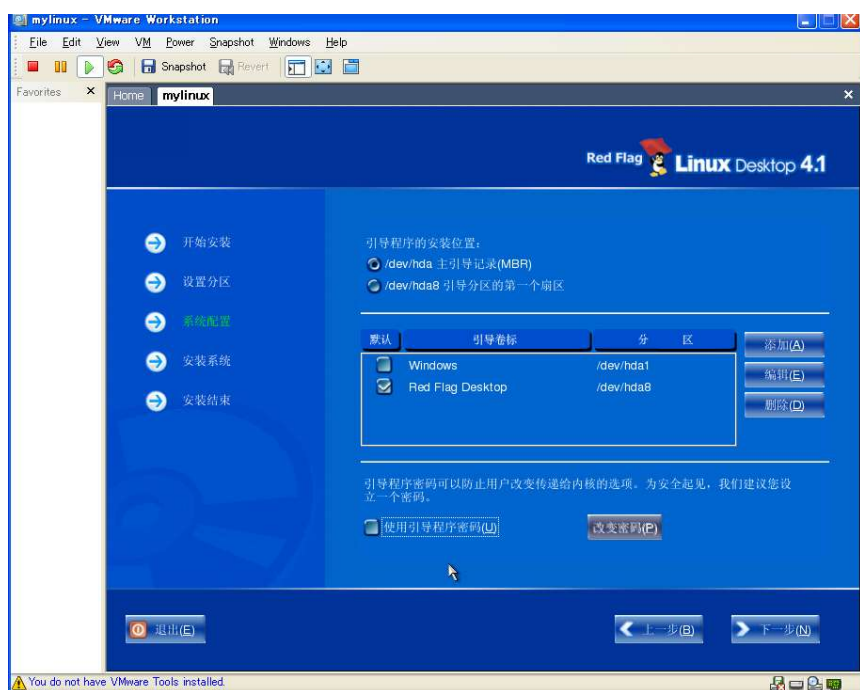 mylinux - VMware Workstation
File Edit View VM Power Snapshot Windows Help
Snapshot Revert
Favorites × Home mylinux ×
Red Flag Linux Desktop 4.1
开始安装
设置分区
系统配置
安装系统
安装结束
引导程序的安装位置:
/dev/hda 主引导记录(MBR)
/dev/hda8 引导分区的第一个扇区
默认 引导卷标 分 区
Windows /dev/hda1
Red Flag Desktop /dev/hda8
添加(A)
编辑(E)
删除(D)
引导程序密码可以防止用户改变传递给内核的选项。为安全起见，我们建议您设
立一个密码。
使用引导程序密码(U) 改变密码(P)
退出(E) 上一步(B) 下一步(N)
You do not have VMware Tools installed.